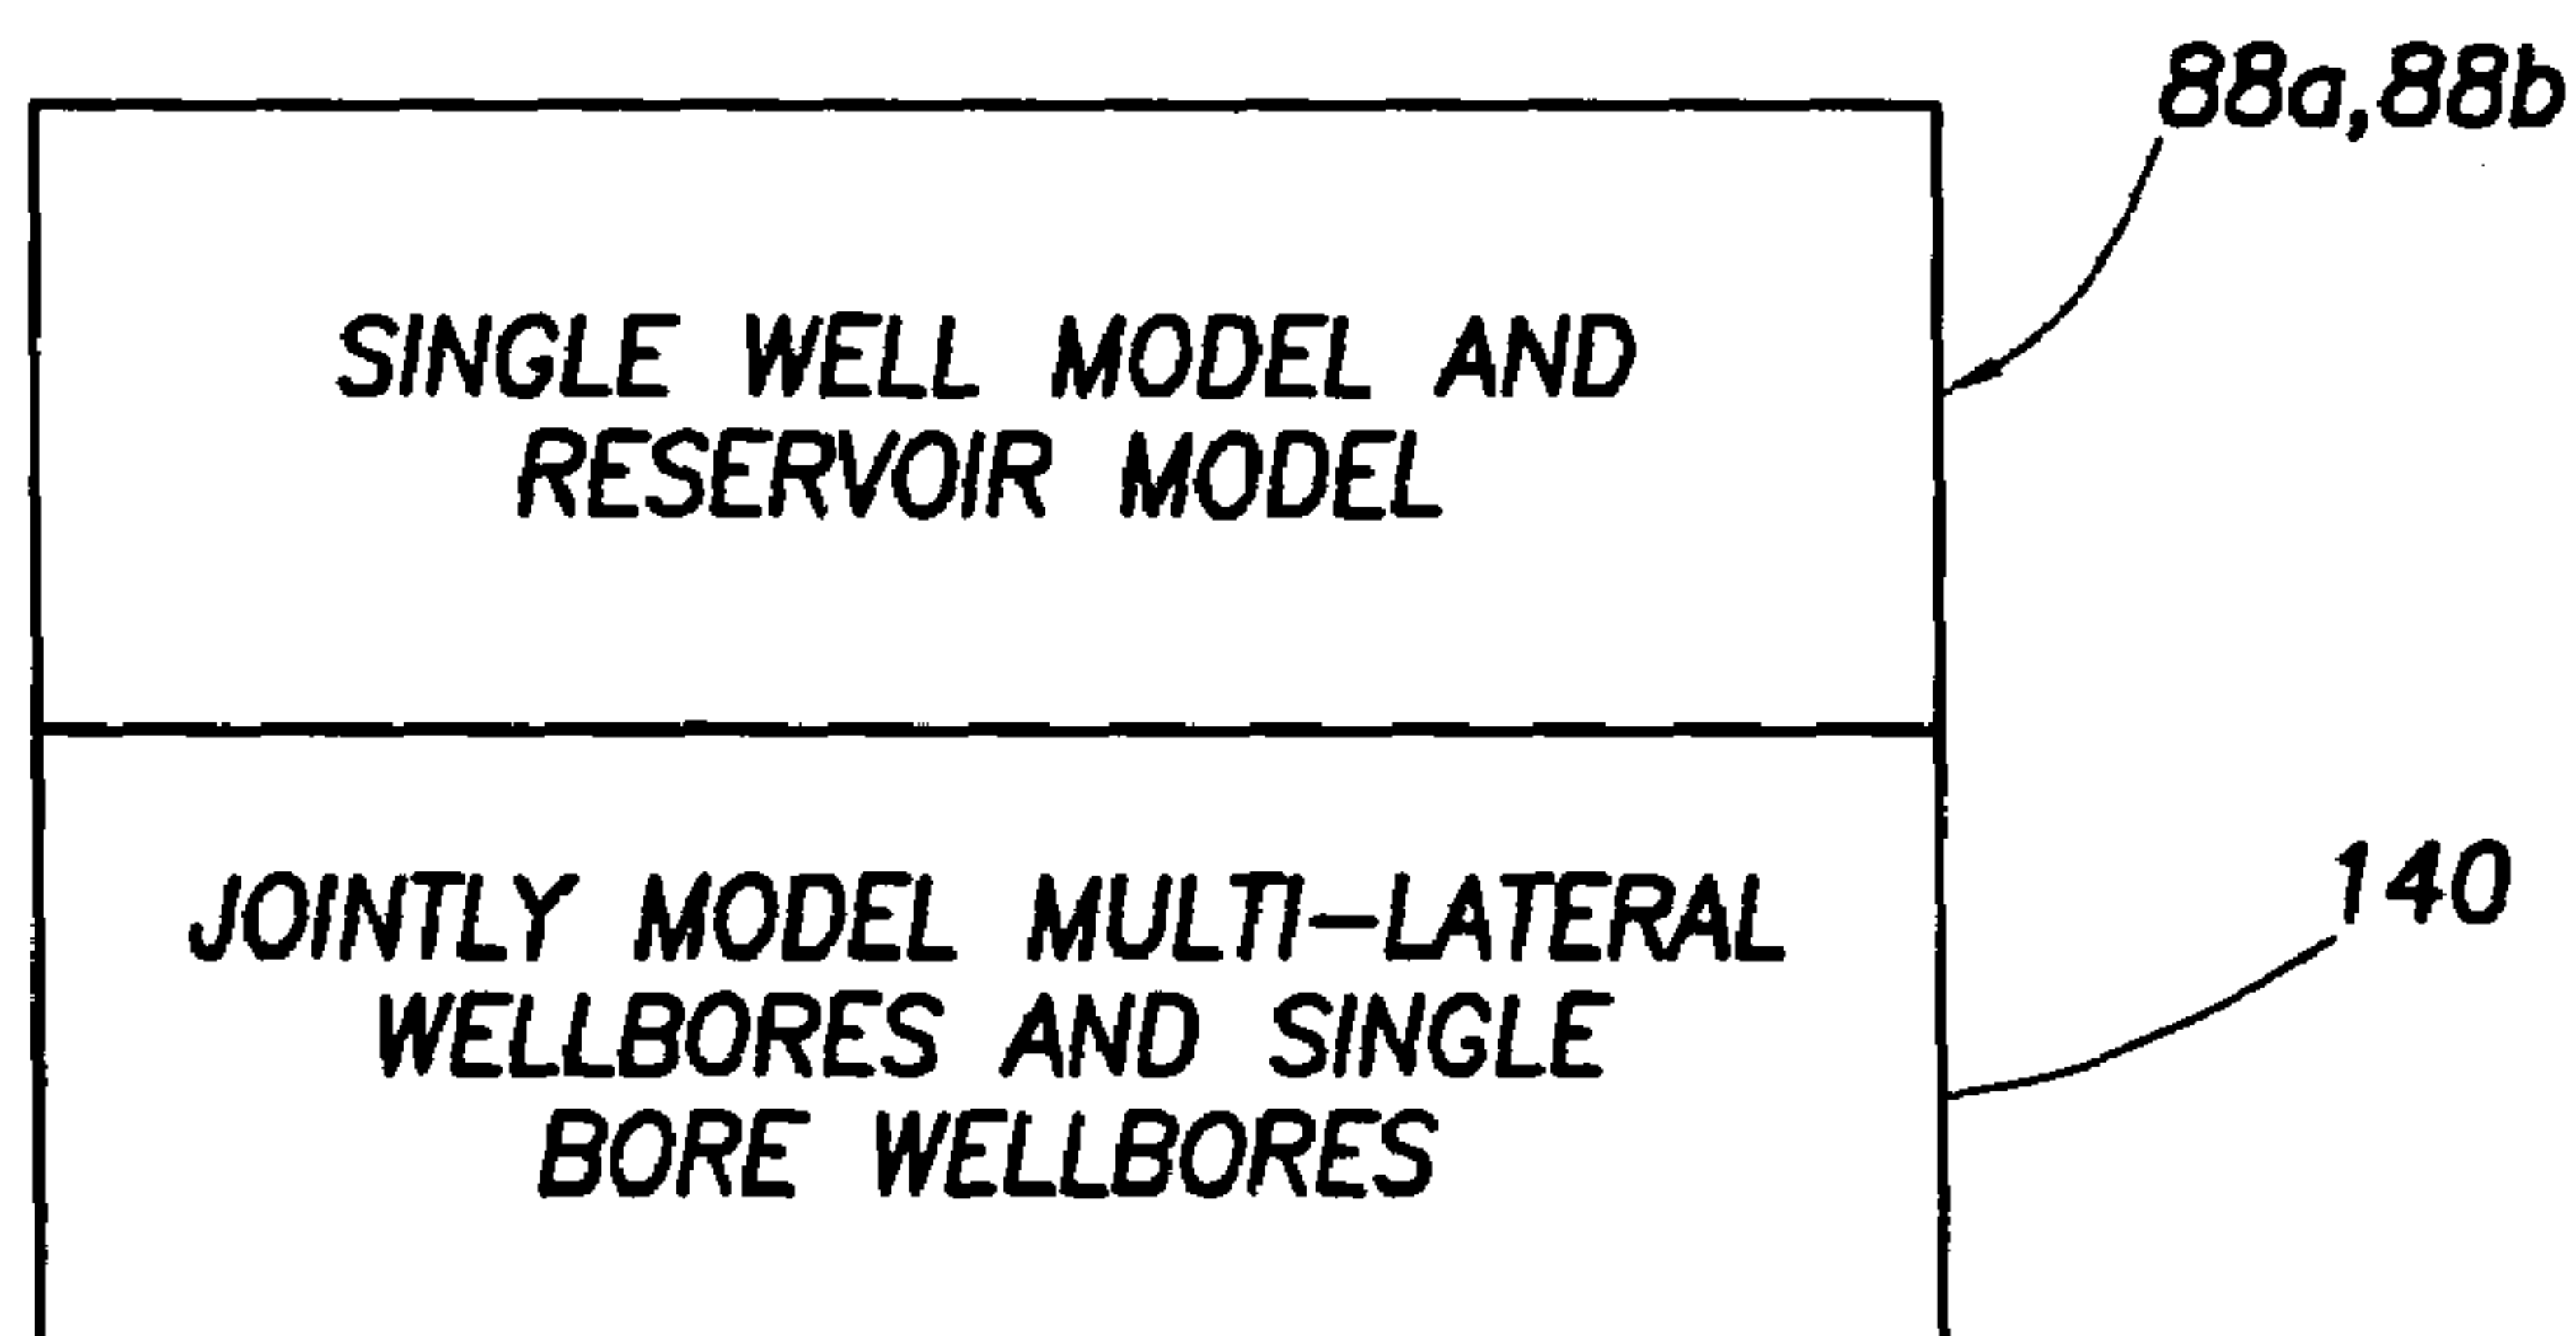 88a,88b
SINGLE WELL MODEL AND
RESERVOIR MODEL
140
JOINTLY MODEL MULTI-LATERAL
WELLBORES AND SINGLE
BORE WELLBORES